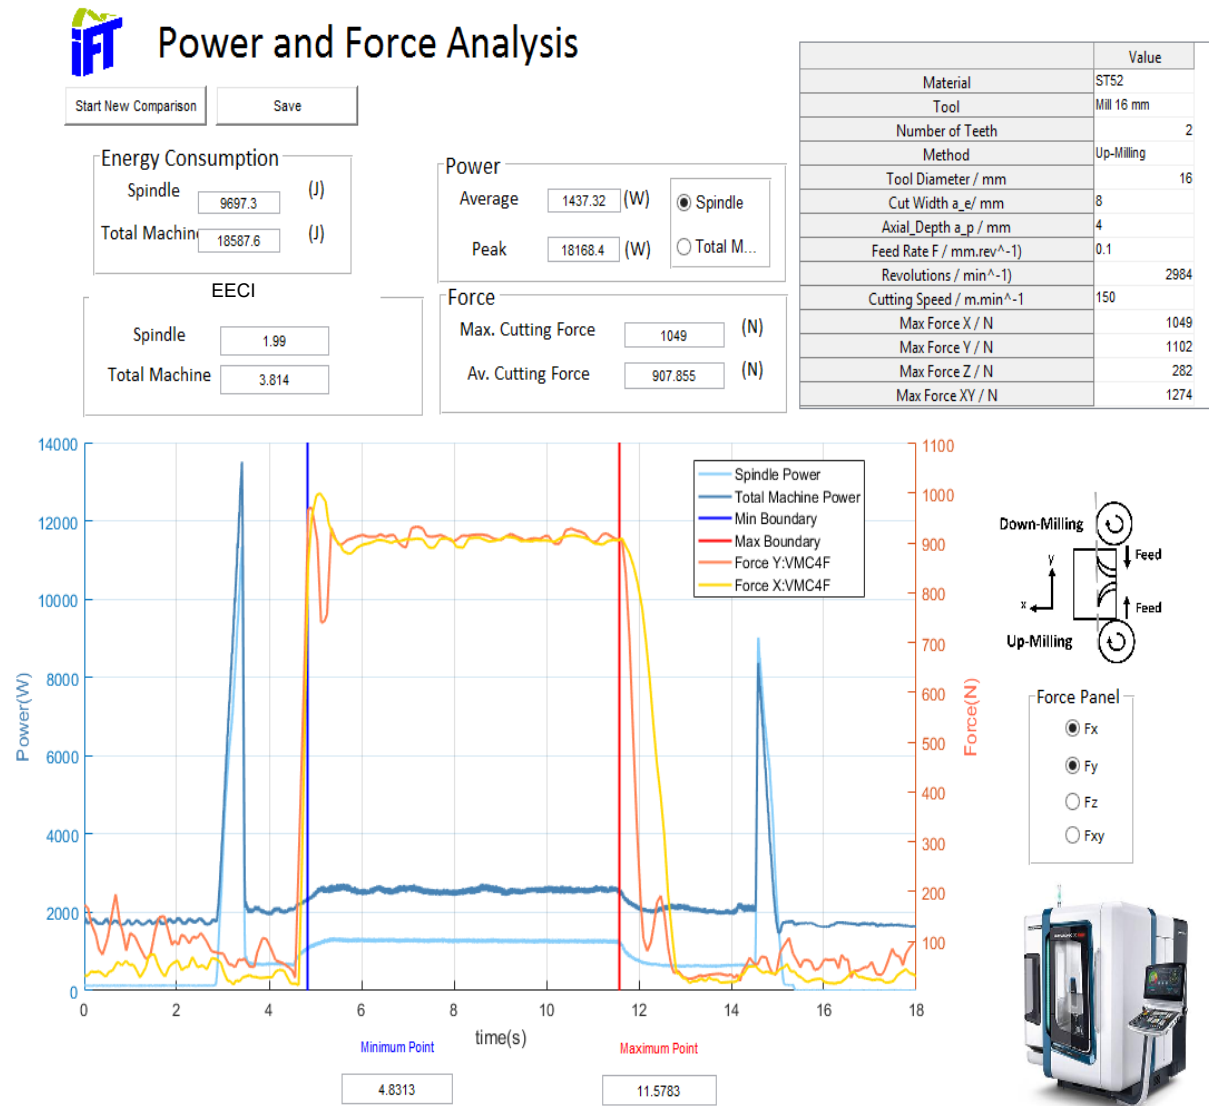 iFT
Power and Force Analysis
Start New Comparison
Save
Energy Consumption
Spindle 9697.3 (J)
Total Machin 18587.6 (J)
Power
Average 1437.32 (W)
Peak 18168.4 (W)
Spindle
Total M...
EECI
Spindle 1.99
Total Machine 3.814
Force
Max. Cutting Force 1049 (N)
Av. Cutting Force 907.855 (N)
Value
Material ST52
Tool Mill 16 mm
Number of Teeth 2
Method Up-Milling
Tool Diameter / mm 16
Cut Width a_e/ mm 8
Axial_Depth a_p / mm 4
Feed Rate F / mm.rev^-1) 0.1
Revolutions / min^-1) 2984
Cutting Speed / m.min^-1 150
Max Force X / N 1049
Max Force Y / N 1102
Max Force Z / N 282
Max Force XY / N 1274
14000
12000
10000
8000
6000
4000
2000
0
Power(W)
1100
1000
900
800
700
600
500
400
300
200
100
Force(N)
Spindle Power
Total Machine Power
Min Boundary
Max Boundary
Force Y:VMC4F
Force X:VMC4F
0 2 4 6 8 10 12 14 16 18
time(s)
Minimum Point
4.8313
Maximum Point
11.5783
Down-Milling
Feed
y
x
Feed
Up-Milling
Force Panel
Fx
Fy
Fz
Fxy